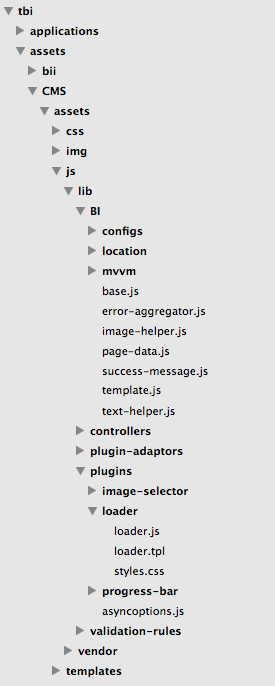 tbi
applications
assets
bii
CMS
assets
css
img
js
lib
BI
configs
location
mvvm
base.js
error-aggregator.js
image-helper.js
page-data.js
success-message.js
template.js
text-helper.js
controllers
plugin-adaptors
plugins
image-selector
loader
loader.js
loader.tpl
styles.css
progress-bar
asyncoptions.js
validation-rules
vendor
templates